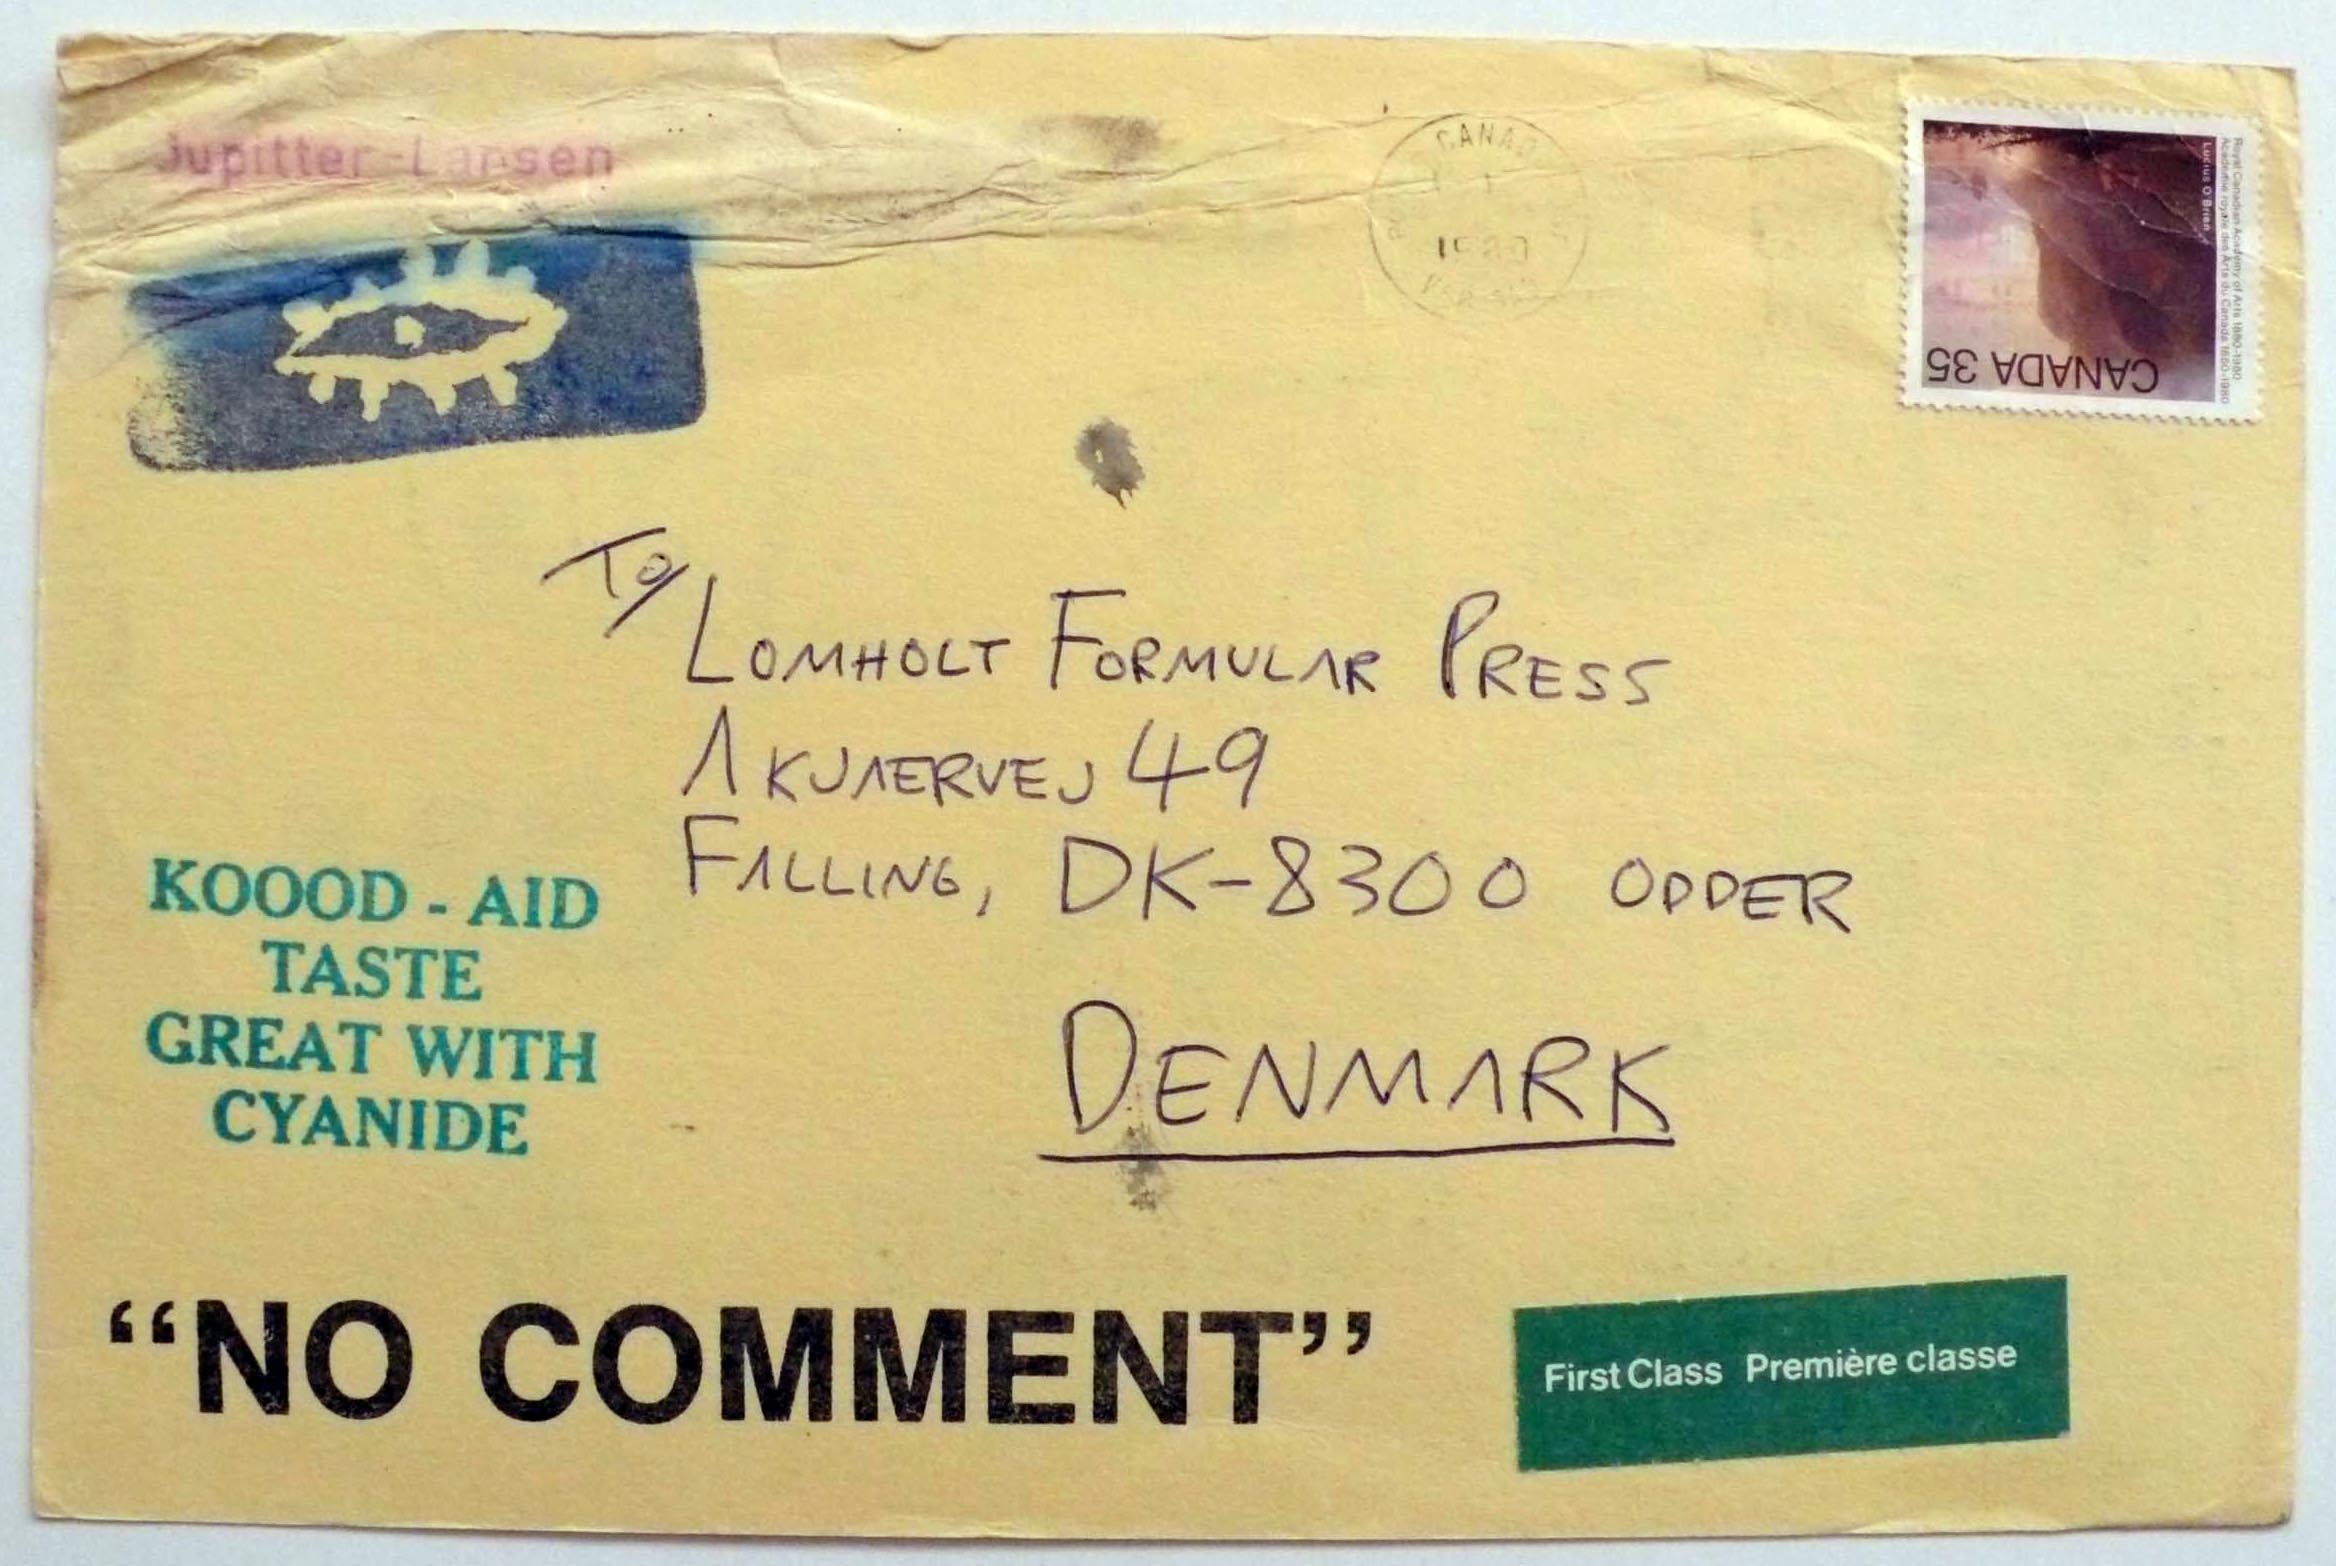 Jupitter-Larsen
CANAD
1980
Royal Canadian Academy of Arts 1880-1980
Académie royale des Arts du Canada 1880-1980
Lucius O'Brien
CANADA 35
To/
LOMHOLT FORMULAR PRESS
AKJAERVEJ 49
FALLING, DK-8300 ODDER
DENMARK
KOOOD - AID
TASTE
GREAT WITH
CYANIDE
“NO COMMENT”
First Class Première classe